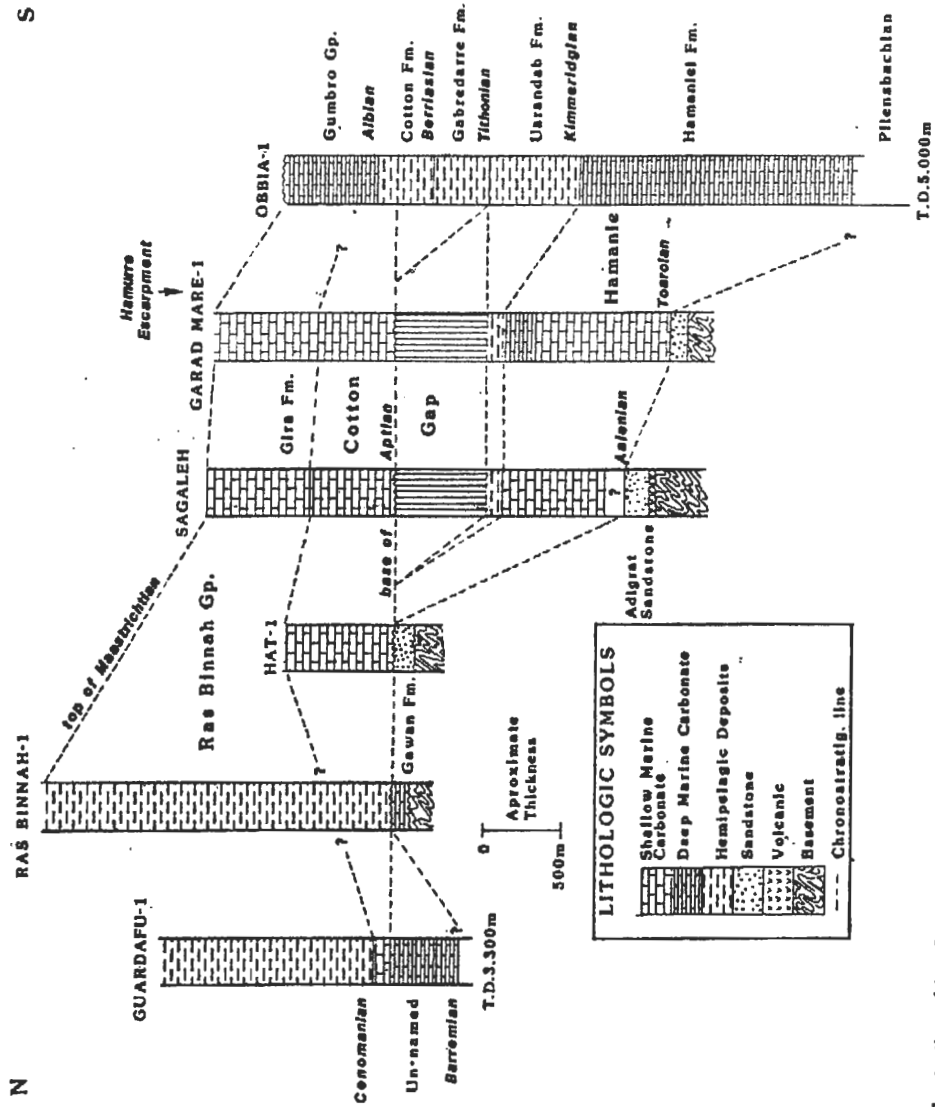 N
S
GUARDAFU-1
RAS BINNAH-1
HAT-1
SAGALEH
GARAD MARE-1
OBBIA-1
Hamurre
Escarpment
top of Maestrichtian
Ras Binnah Gp.
Gira Fm.
Cotton
Aptian
base of
Gap
Gawan Fm.
Aalenian
Adigrat
Sandstone
Hamanle
Toarcian
?
?
?
?
?
?
Cenomanian
Un-named
Barremian
T.D.3.300m
Gumbro Gp.
Albian
Cotton Fm.
Berriasian
Gabredarre Fm.
Tithonian
Uarandab Fm.
Kimmeridgian
Hamaniel Fm.
Pliensbachian
T.D.5.000m
0
500m
Aproximate
Thickness
LITHOLOGIC SYMBOLS
Shallow Marine
Carbonate
Deep Marine Carbonate
Hemipelagic Deposits
Sandstone
Volcanic
Basement
Chronostratig. line